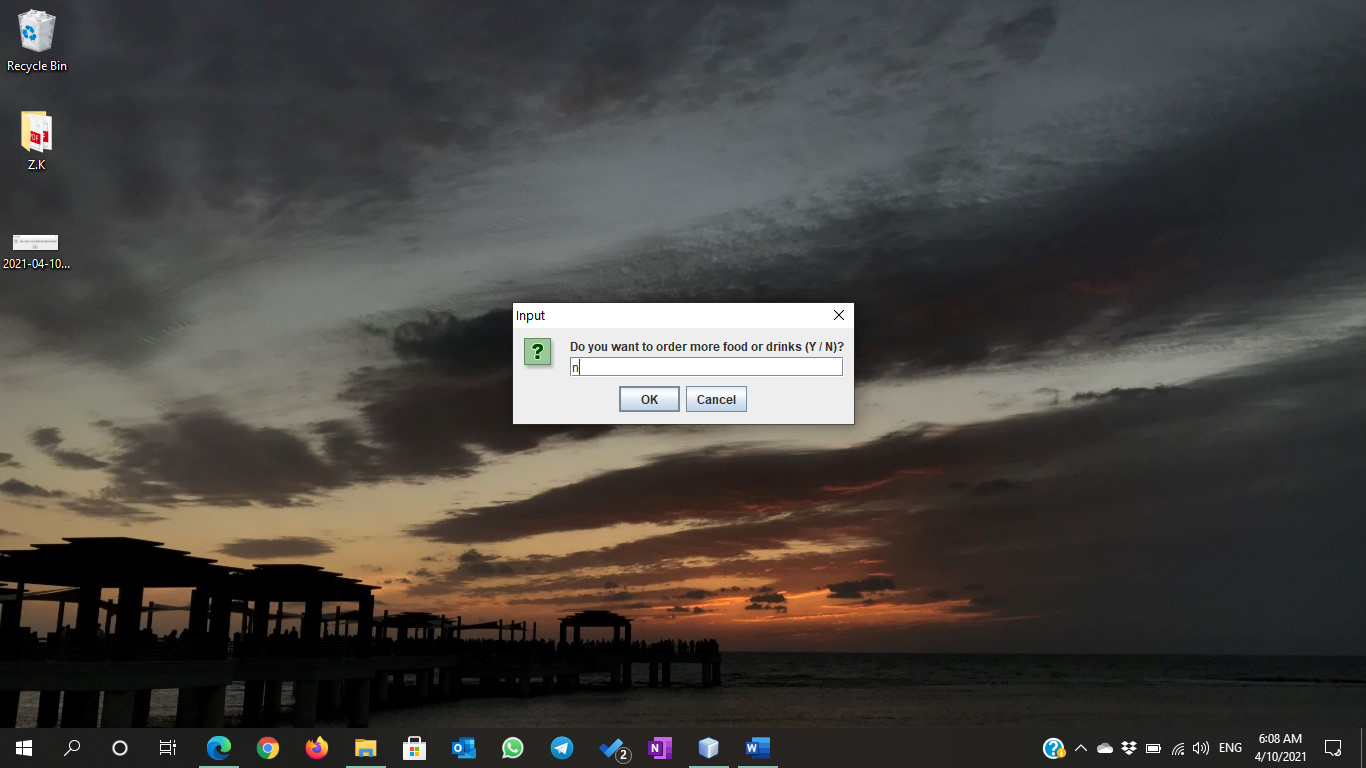 Recycle Bin
Z.K
2021-04-10...
Input
Do you want to order more food or drinks (Y / N)?
n
OK
Cancel
2
ENG
6:08 AM
4/10/2021